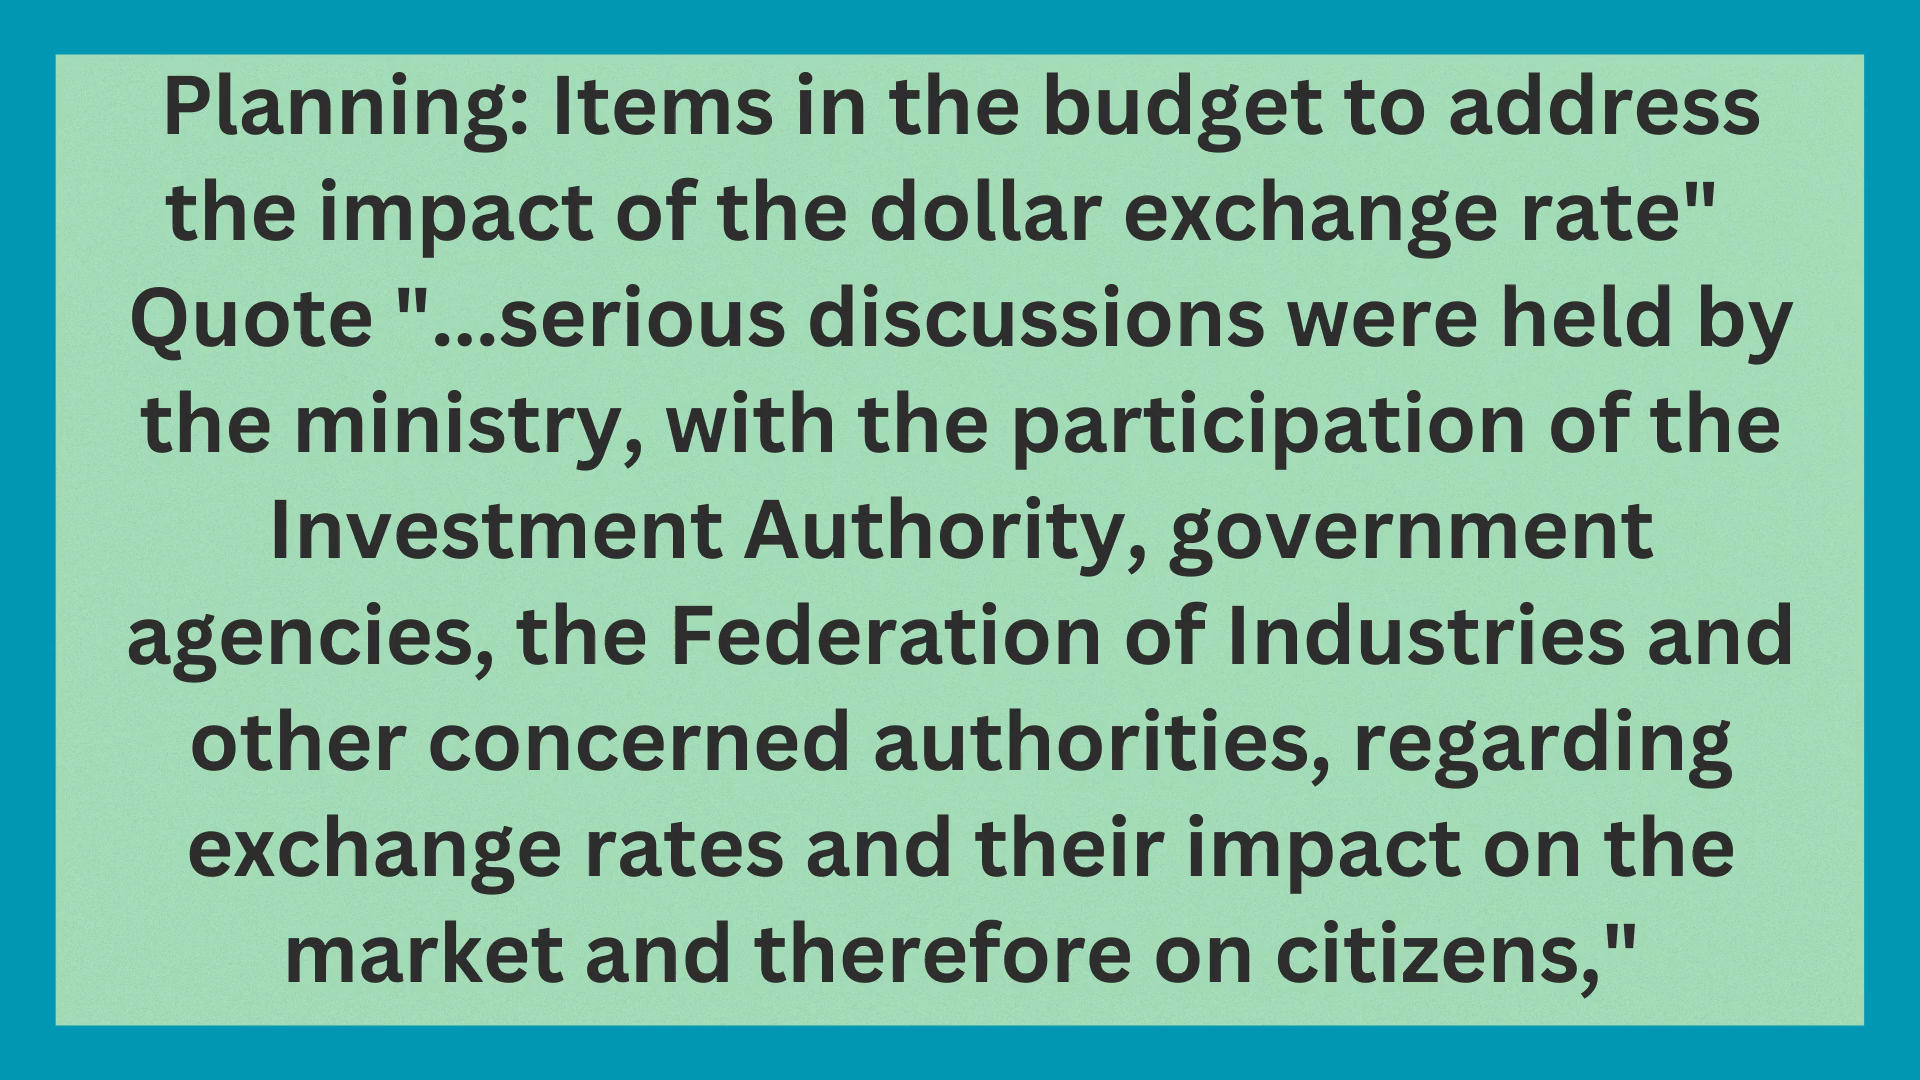 Planning: Items in the budget to address
the impact of the dollar exchange rate"
Quote "...serious discussions were held by
the ministry, with the participation of the
Investment Authority, government
agencies, the Federation of Industries and
other concerned authorities, regarding
exchange rates and their impact on the
market and therefore on citizens,"